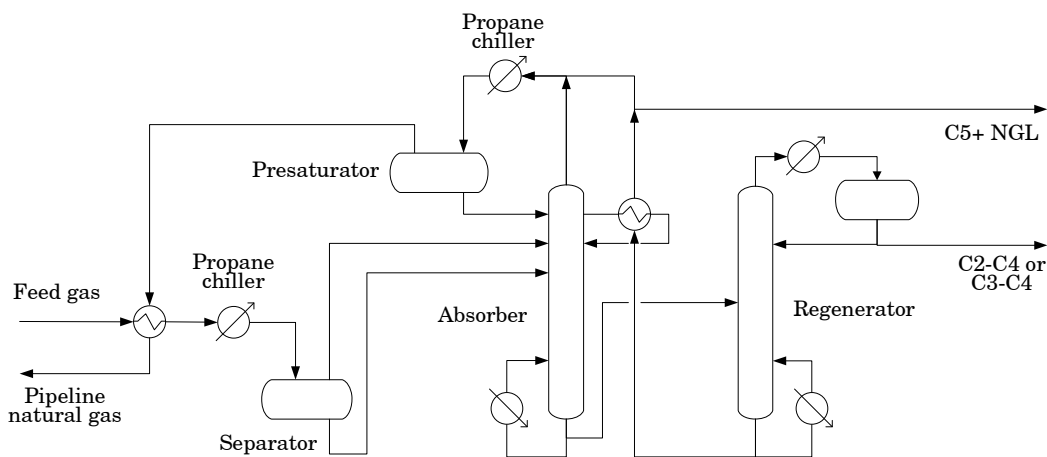 Propane
chiller
C5+ NGL
Presaturator
Propane
chiller
C2-C4 or
C3-C4
Feed gas
Absorber
Regenerator
Pipeline
natural gas
Separator